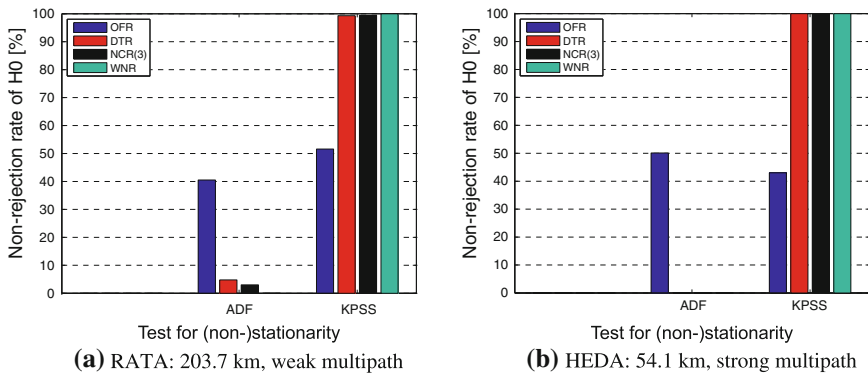 100
90
80
70
60
50
40
30
20
10
0
Non-rejection rate of H0 [%]
OFR
DTR
NCR(3)
WNR
ADF
KPSS
Test for (non-)stationarity
(a) RATA: 203.7 km, weak multipath
100
90
80
70
60
50
40
30
20
10
0
Non-rejection rate of H0 [%]
OFR
DTR
NCR(3)
WNR
ADF
KPSS
Test for (non-)stationarity
(b) HEDA: 54.1 km, strong multipath